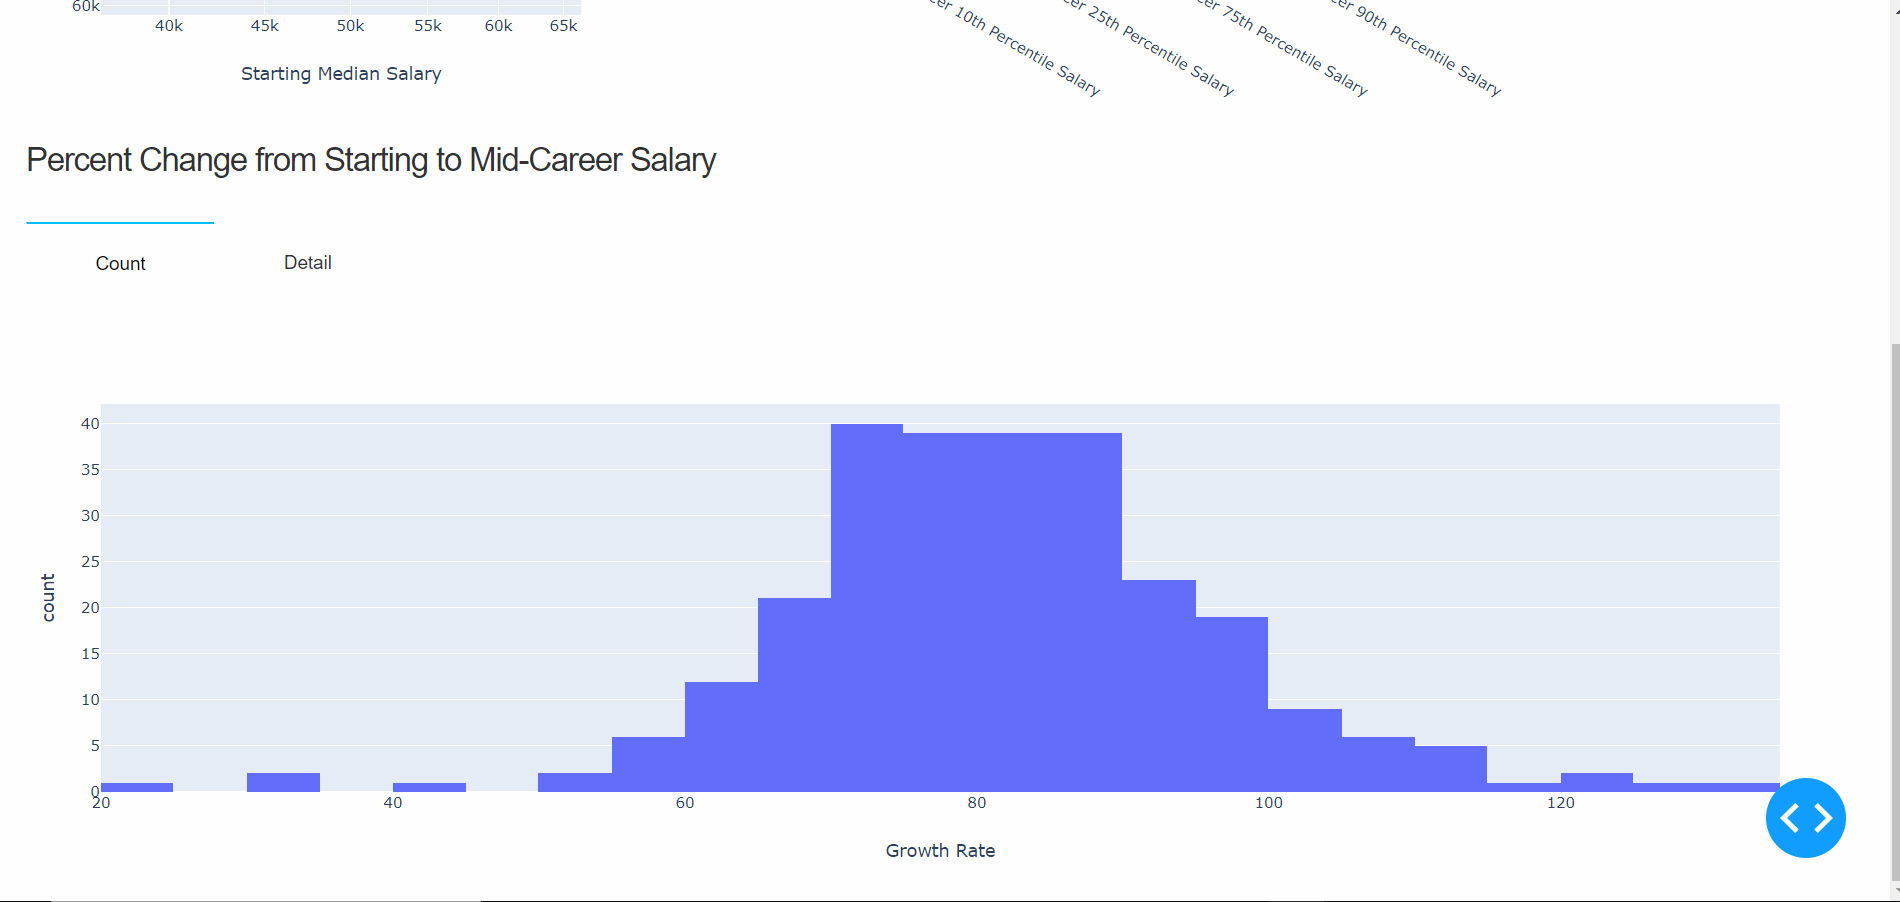 60k
40k 45k 50k 55k 60k 65k
Starting Median Salary
10th Percentile Salary
25th Percentile Salary
75th Percentile Salary
90th Percentile Salary
Percent Change from Starting to Mid-Career Salary
Count Detail
40
35
30
25
20
15
10
5
0
count
20 40 60 80 100 120
Growth Rate